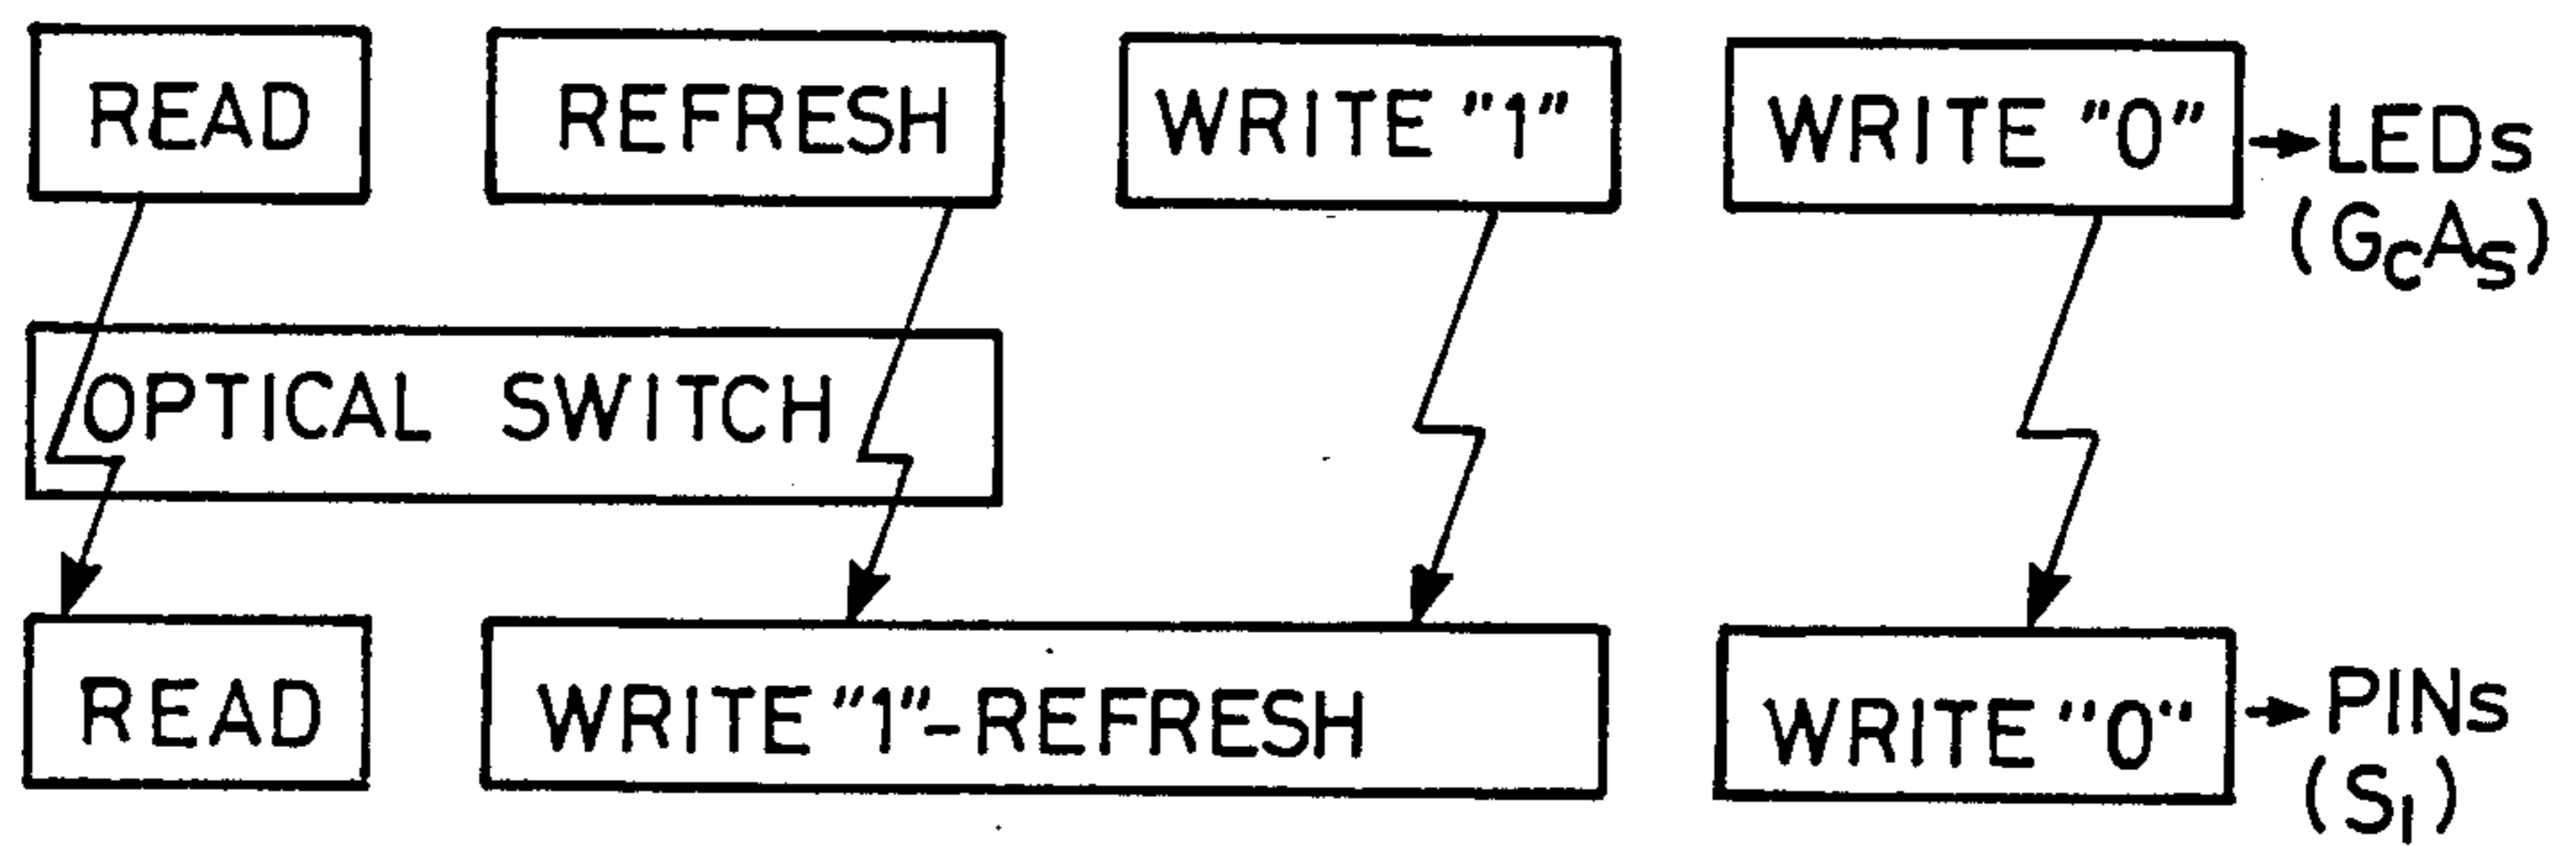 READ REFRESH WRITE "1" WRITE "0" LEDs
(GcAs)
OPTICAL SWITCH
READ WRITE "1"-REFRESH WRITE "0" PINs
(SI)